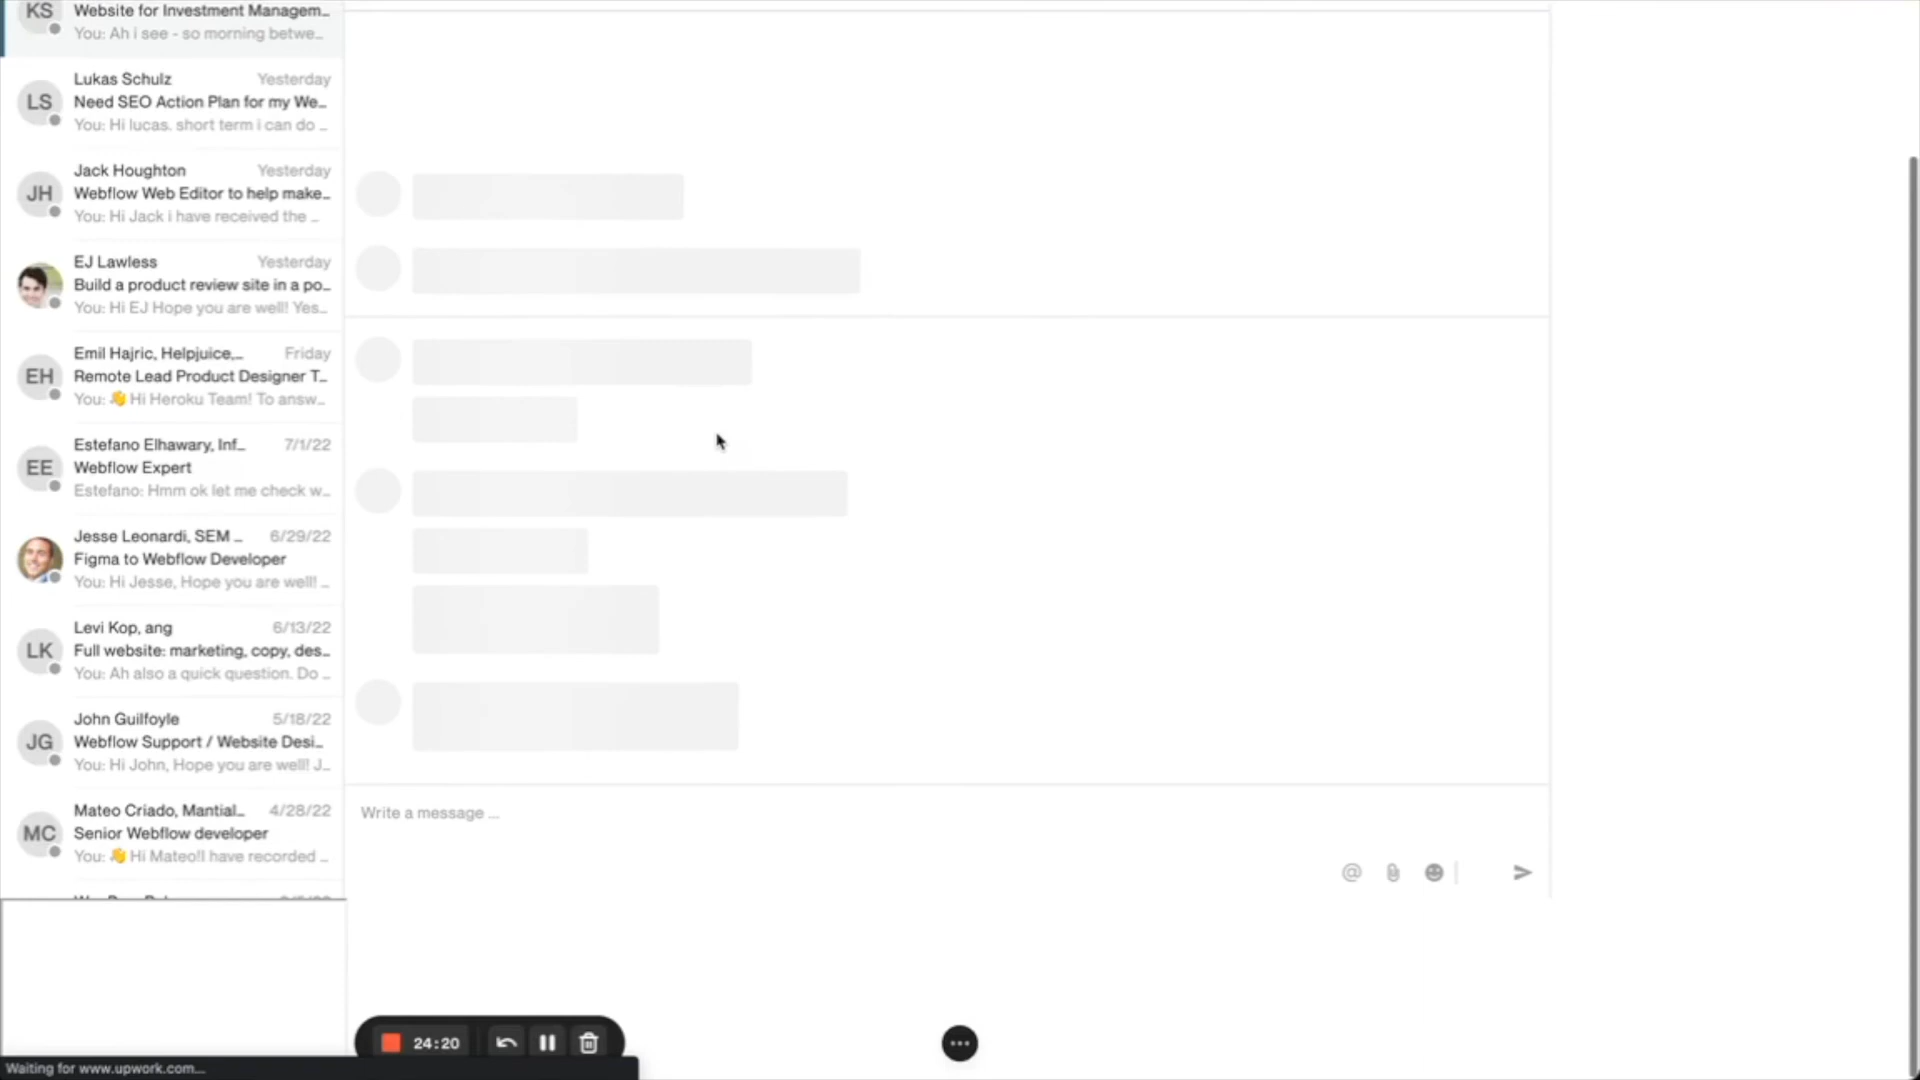 KS
Website for Investment Managem...
You: Ah i see - so morning betwe...
LS
Lukas Schulz Yesterday
Need SEO Action Plan for my We...
You: Hi lucas. short term i can do ...
JH
Jack Houghton Yesterday
Webflow Web Editor to help make...
You: Hi Jack i have received the ...
EJ Lawless Yesterday
Build a product review site in a po...
You: Hi EJ Hope you are well! Yes...
EH
Emil Hajric, Helpjuice,... Friday
Remote Lead Product Designer T...
You: 👋 Hi Heroku Team! To answ...
EE
Estefano Elhawary, Inf... 7/1/22
Webflow Expert
Estefano: Hmm ok let me check w...
Jesse Leonardi, SEM ... 6/29/22
Figma to Webflow Developer
You: Hi Jesse, Hope you are well! ...
LK
Levi Kop, ang 6/13/22
Full website: marketing, copy, des...
You: Ah also a quick question. Do ...
JG
John Guilfoyle 5/18/22
Webflow Support / Website Desi...
You: Hi John, Hope you are well! J...
MC
Mateo Criado, Mantial... 4/28/22
Senior Webflow developer
You: 👋 Hi Mateo!I have recorded ...
Write a message ...
@
24:20
Waiting for www.upwork.com...